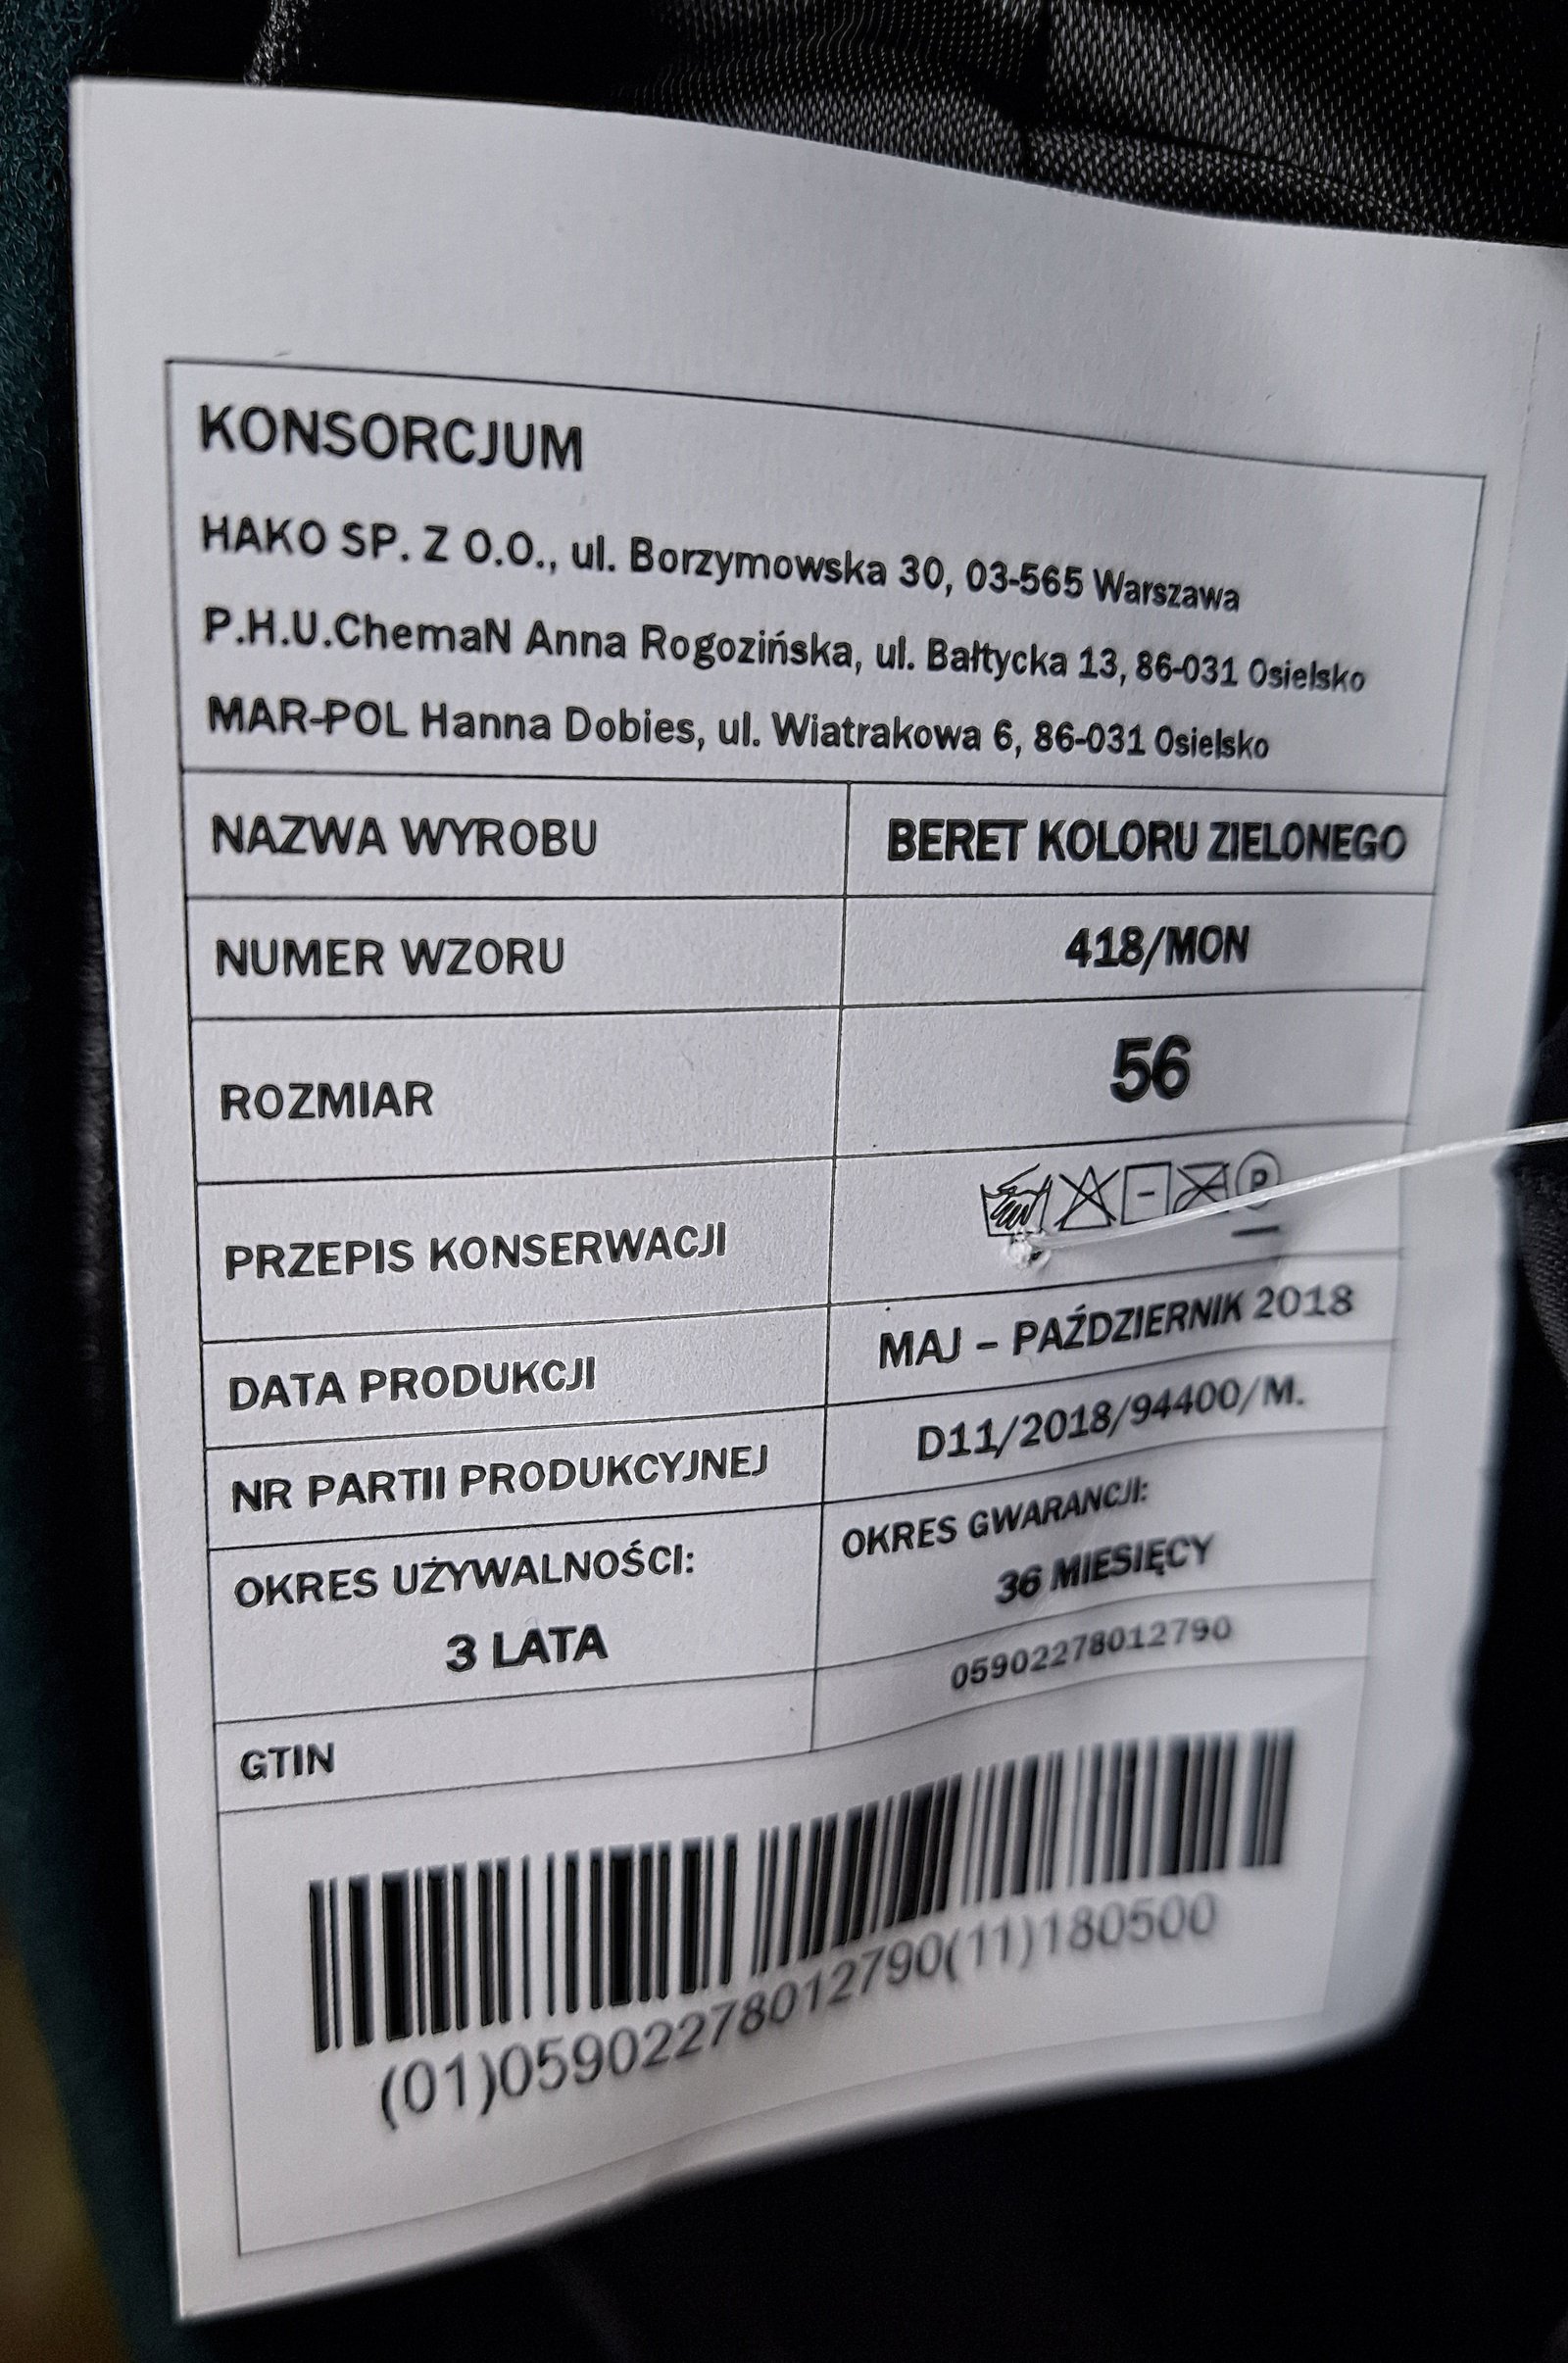 KONSORCJUM
HAKO SP. Z O.O., ul. Borzymowska 30, 03-565 Warszawa
P.H.U.ChemaN Anna Rogozińska, ul. Bałtycka 13, 86-031 Osielsko
MAR-POL Hanna Dobies, ul. Wiatrakowa 6, 86-031 Osielsko
NAZWA WYROBU BERET KOLORU ZIELONEGO
NUMER WZORU 418/MON
ROZMIAR 56
PRZEPIS KONSERWACJI P
DATA PRODUKCJI MAJ – PAŹDZIERNIK 2018
NR PARTII PRODUKCYJNEJ D11/2018/94400/M.
OKRES UŻYWALNOŚCI:
3 LATA
OKRES GWARANCJI:
36 MIESIĘCY
GTIN 05902278012790
(01)05902278012790(11)180500